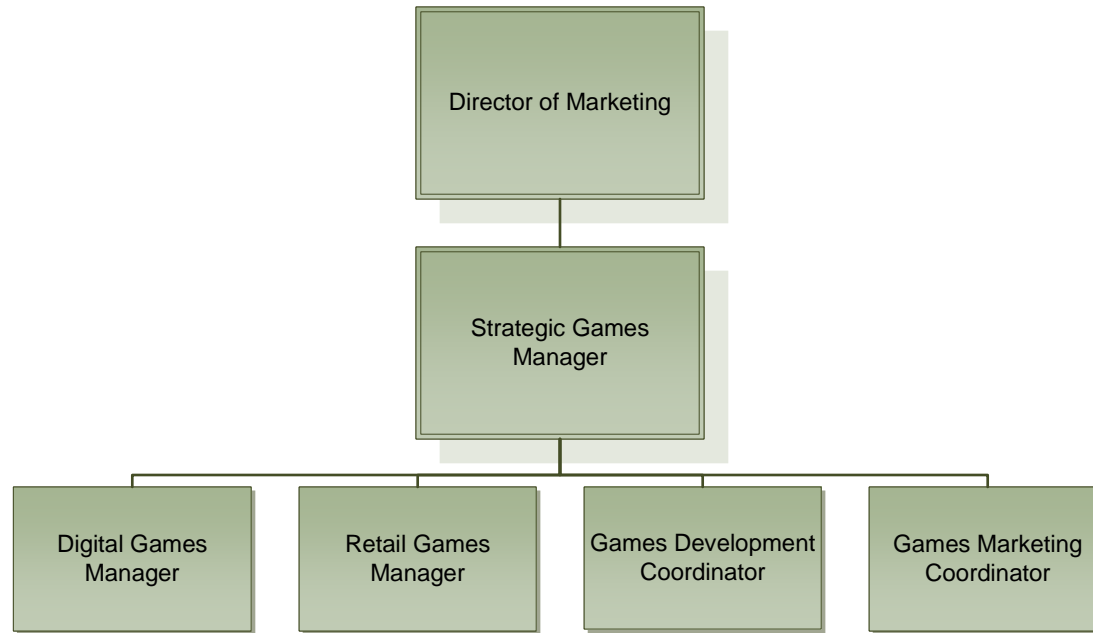 Director of Marketing
Strategic Games
Manager
Digital Games
Manager
Retail Games
Manager
Games Development
Coordinator
Games Marketing
Coordinator